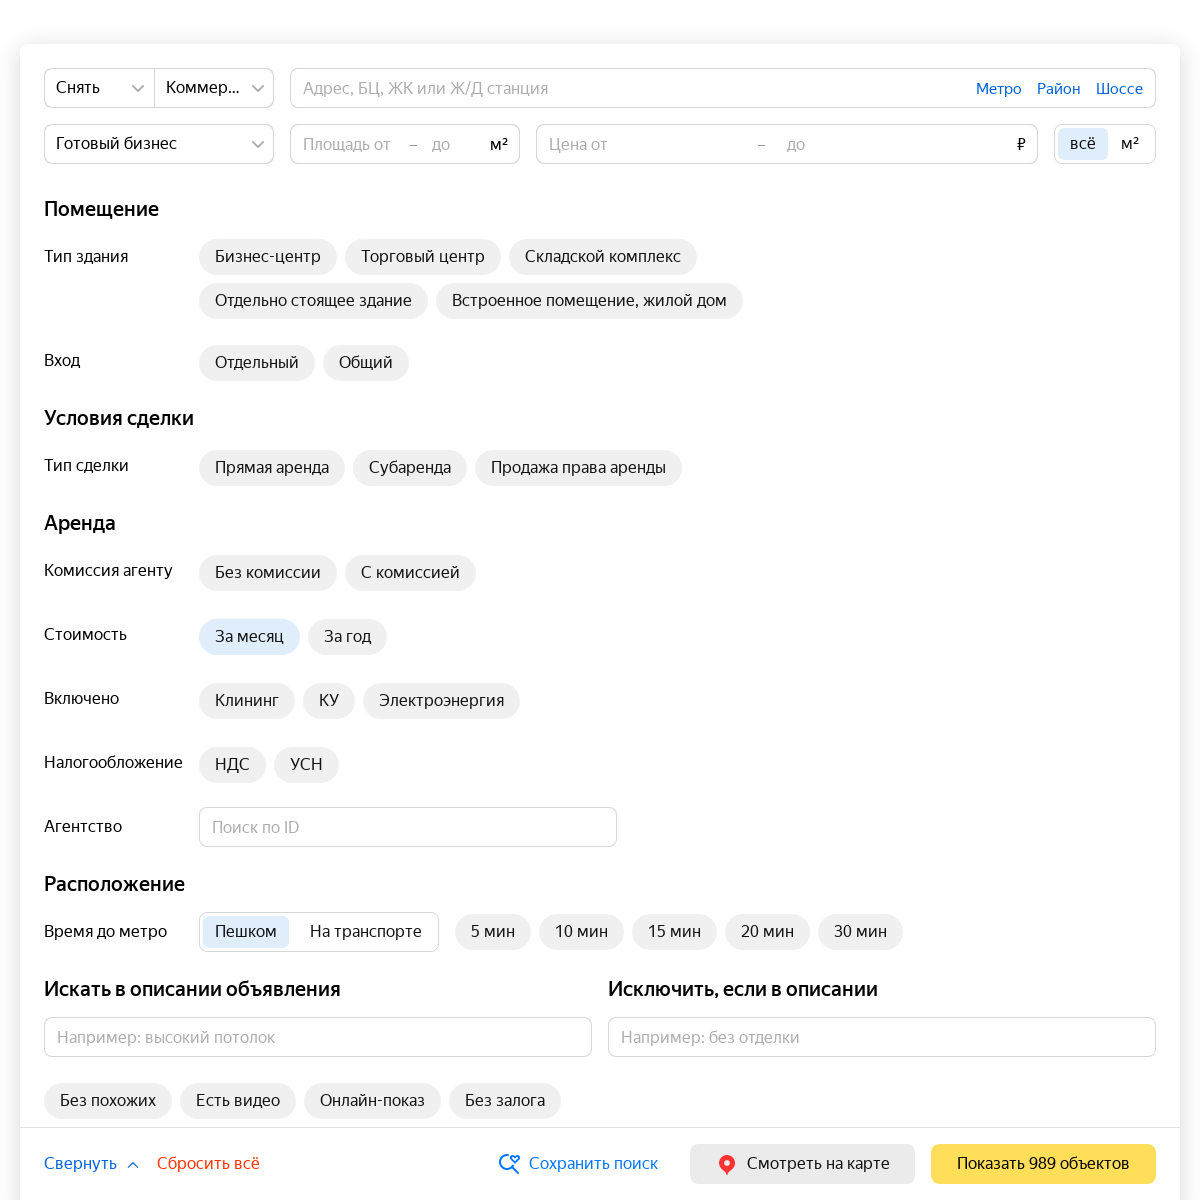 Снять Коммер... Адрес, БЦ, ЖК или Ж/Д станция Метро Район Шоссе
Готовый бизнес Площадь от – до м² Цена от – до ₽ всё м²
Помещение
Тип здания Бизнес-центр Торговый центр Складской комплекс
Отдельно стоящее здание Встроенное помещение, жилой дом
Вход Отдельный Общий
Условия сделки
Тип сделки Прямая аренда Субаренда Продажа права аренды
Аренда
Комиссия агенту Без комиссии С комиссией
Стоимость За месяц За год
Включено Клининг КУ Электроэнергия
Налогообложение НДС УСН
Агентство Поиск по ID
Расположение
Время до метро Пешком На транспорте 5 мин 10 мин 15 мин 20 мин 30 мин
Искать в описании объявления Исключить, если в описании
Например: высокий потолок Например: без отделки
Без похожих Есть видео Онлайн-показ Без залога
Свернуть Сбросить всё Сохранить поиск Смотреть на карте Показать 989 объектов